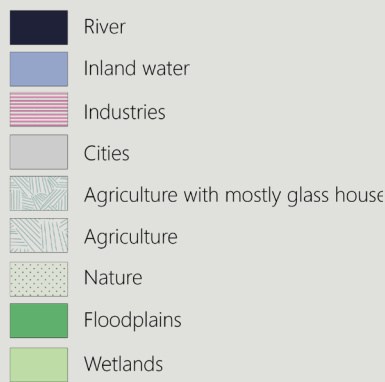 River
Inland water
Industries
Cities
Agriculture with mostly glass house
Agriculture
Nature
Floodplains
Wetlands